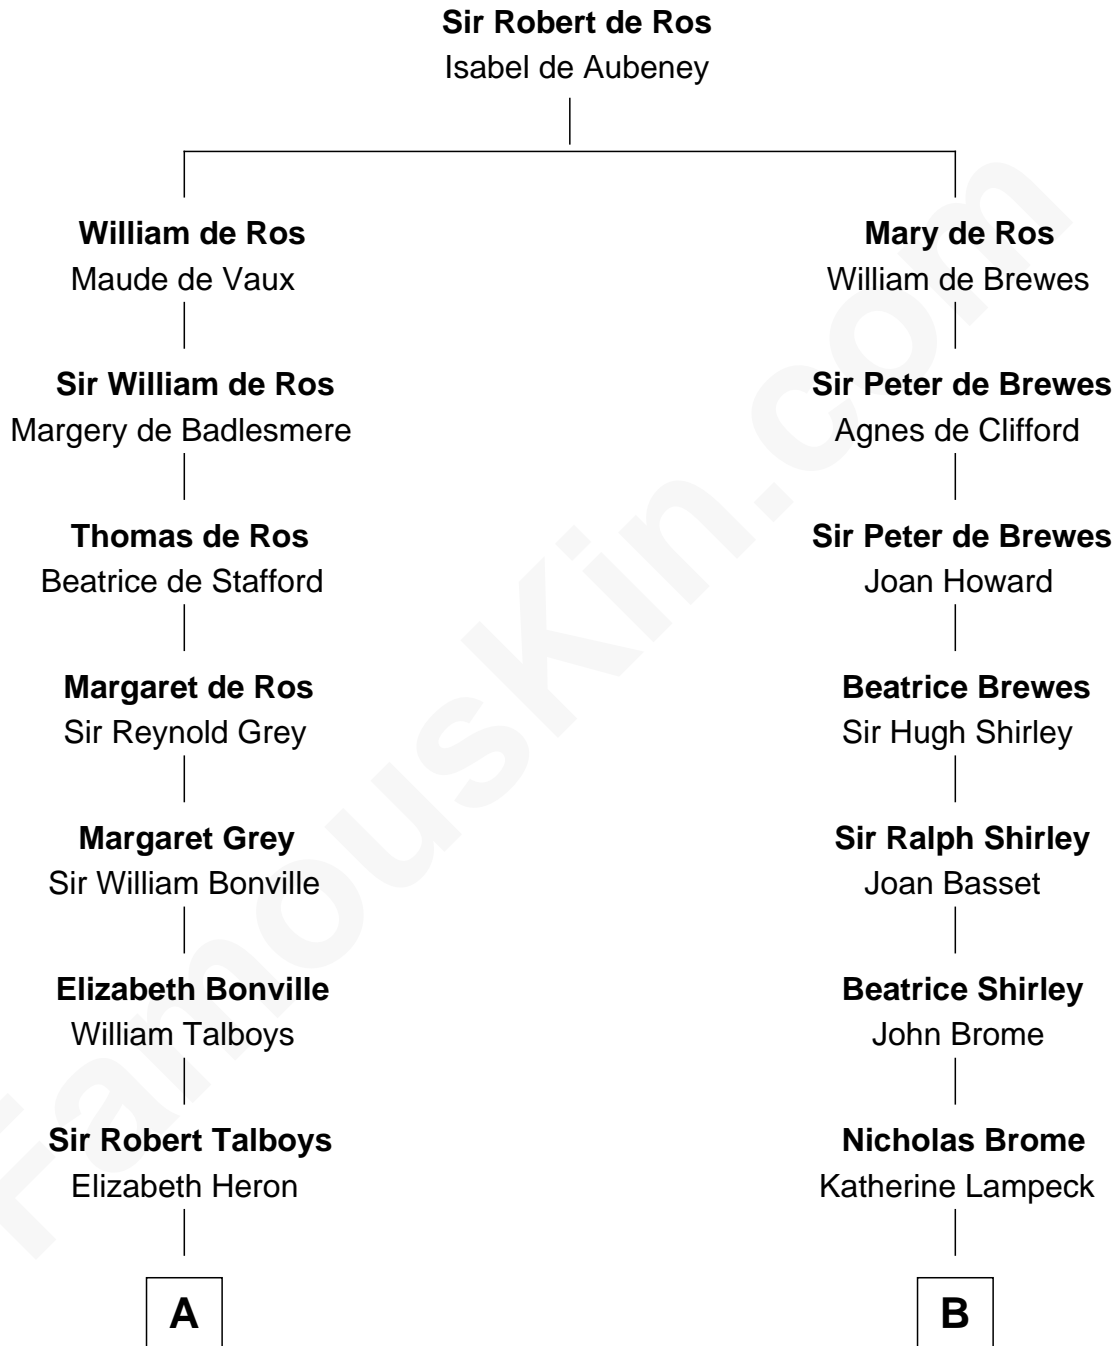 Sir Robert de Ros
Isabel de Aubeney
William de Ros
Maude de Vaux
Mary de Ros
William de Brewes
Sir William de Ros
Margery de Badlesmere
Sir Peter de Brewes
Agnes de Clifford
Thomas de Ros
Beatrice de Stafford
Sir Peter de Brewes
Joan Howard
Margaret de Ros
Sir Reynold Grey
Beatrice Brewes
Sir Hugh Shirley
Margaret Grey
Sir William Bonville
Sir Ralph Shirley
Joan Basset
Elizabeth Bonville
William Talboys
Beatrice Shirley
John Brome
Sir Robert Talboys
Elizabeth Heron
Nicholas Brome
Katherine Lampeck
A
B
FamousKin.com